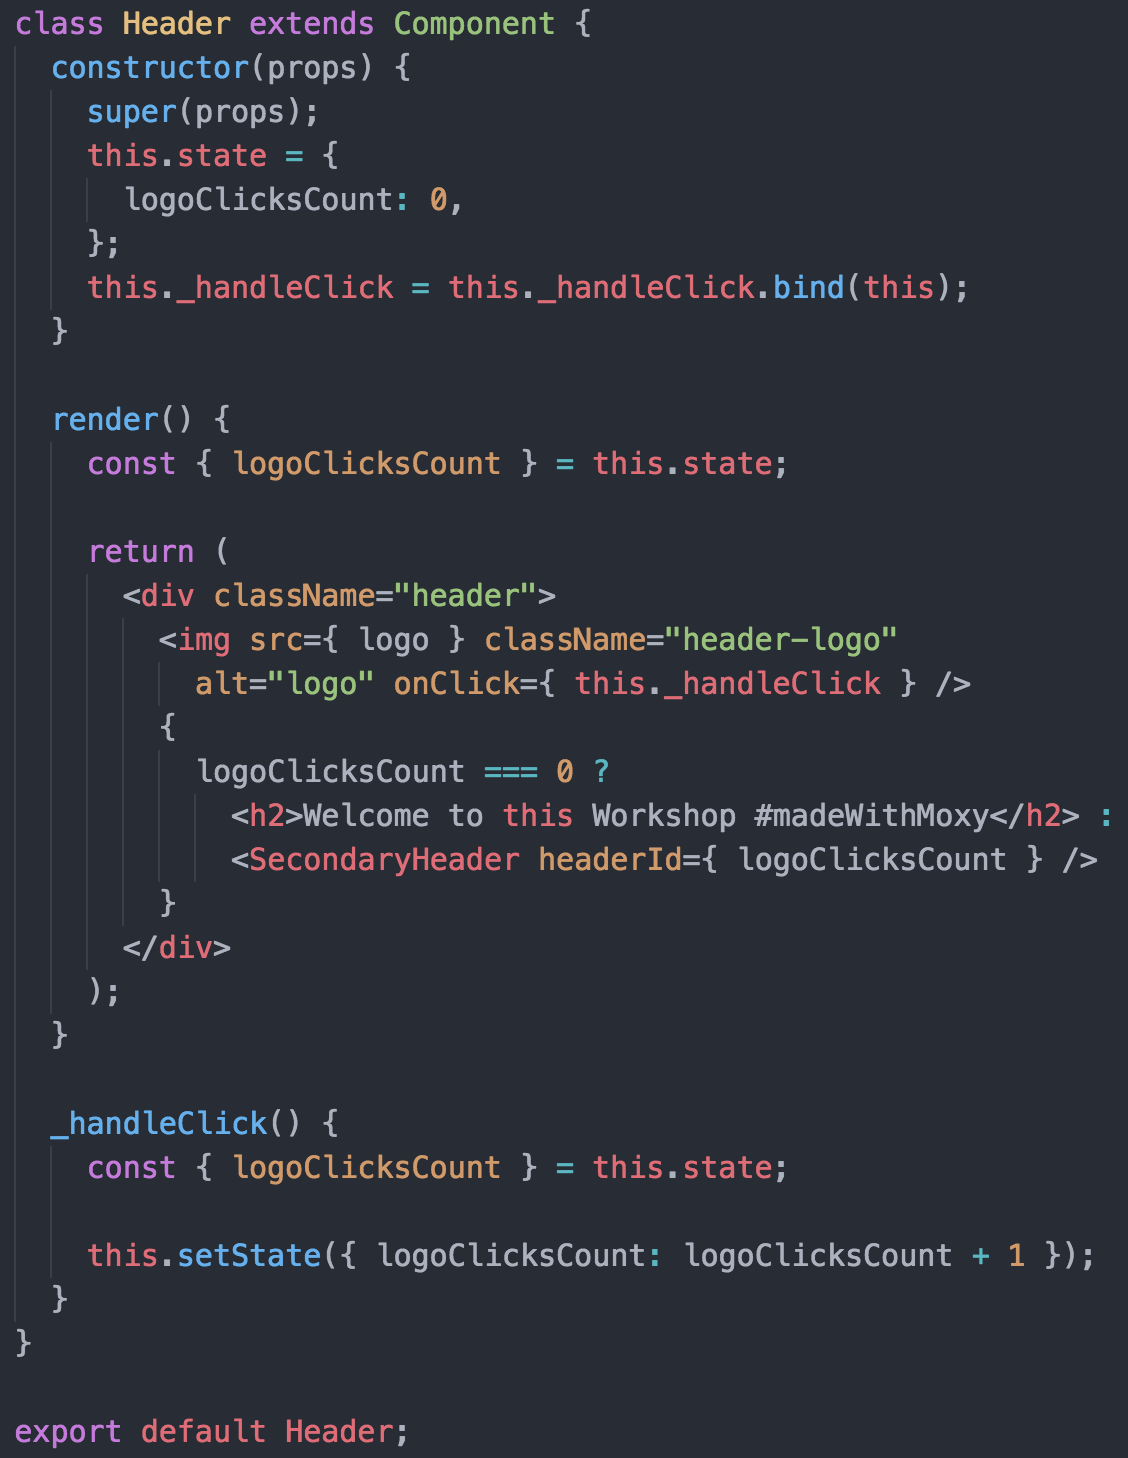 class Header extends Component {
  constructor(props) {
    super(props);
    this.state = {
      logoClicksCount: 0,
    };
    this._handleClick = this._handleClick.bind(this);
  }

  render() {
    const { logoClicksCount } = this.state;

    return (
      <div className="header">
        <img src={ logo } className="header-logo"
          alt="logo" onClick={ this._handleClick } />
        {
          logoClicksCount === 0 ?
            <h2>Welcome to this Workshop #madeWithMoxy</h2> :
            <SecondaryHeader headerId={ logoClicksCount } />
        }
      </div>
    );
  }

  _handleClick() {
    const { logoClicksCount } = this.state;

    this.setState({ logoClicksCount: logoClicksCount + 1 });
  }
}

export default Header;